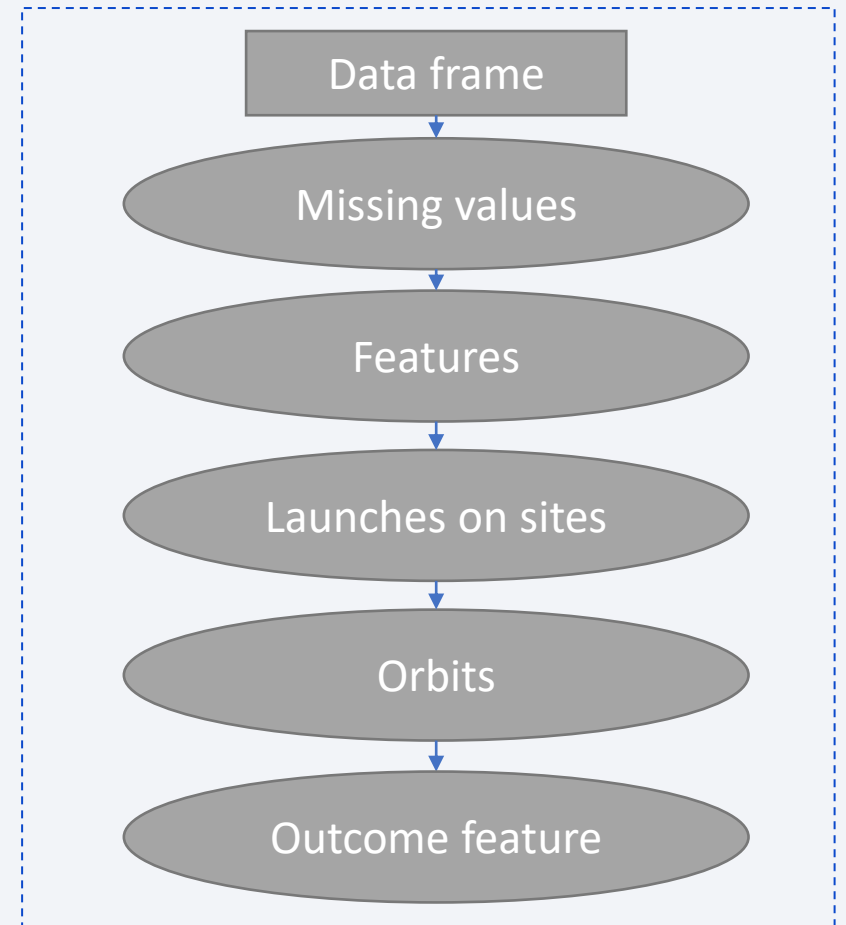 Data frame
Missing values
Features
Launches on sites
Orbits
Outcome feature